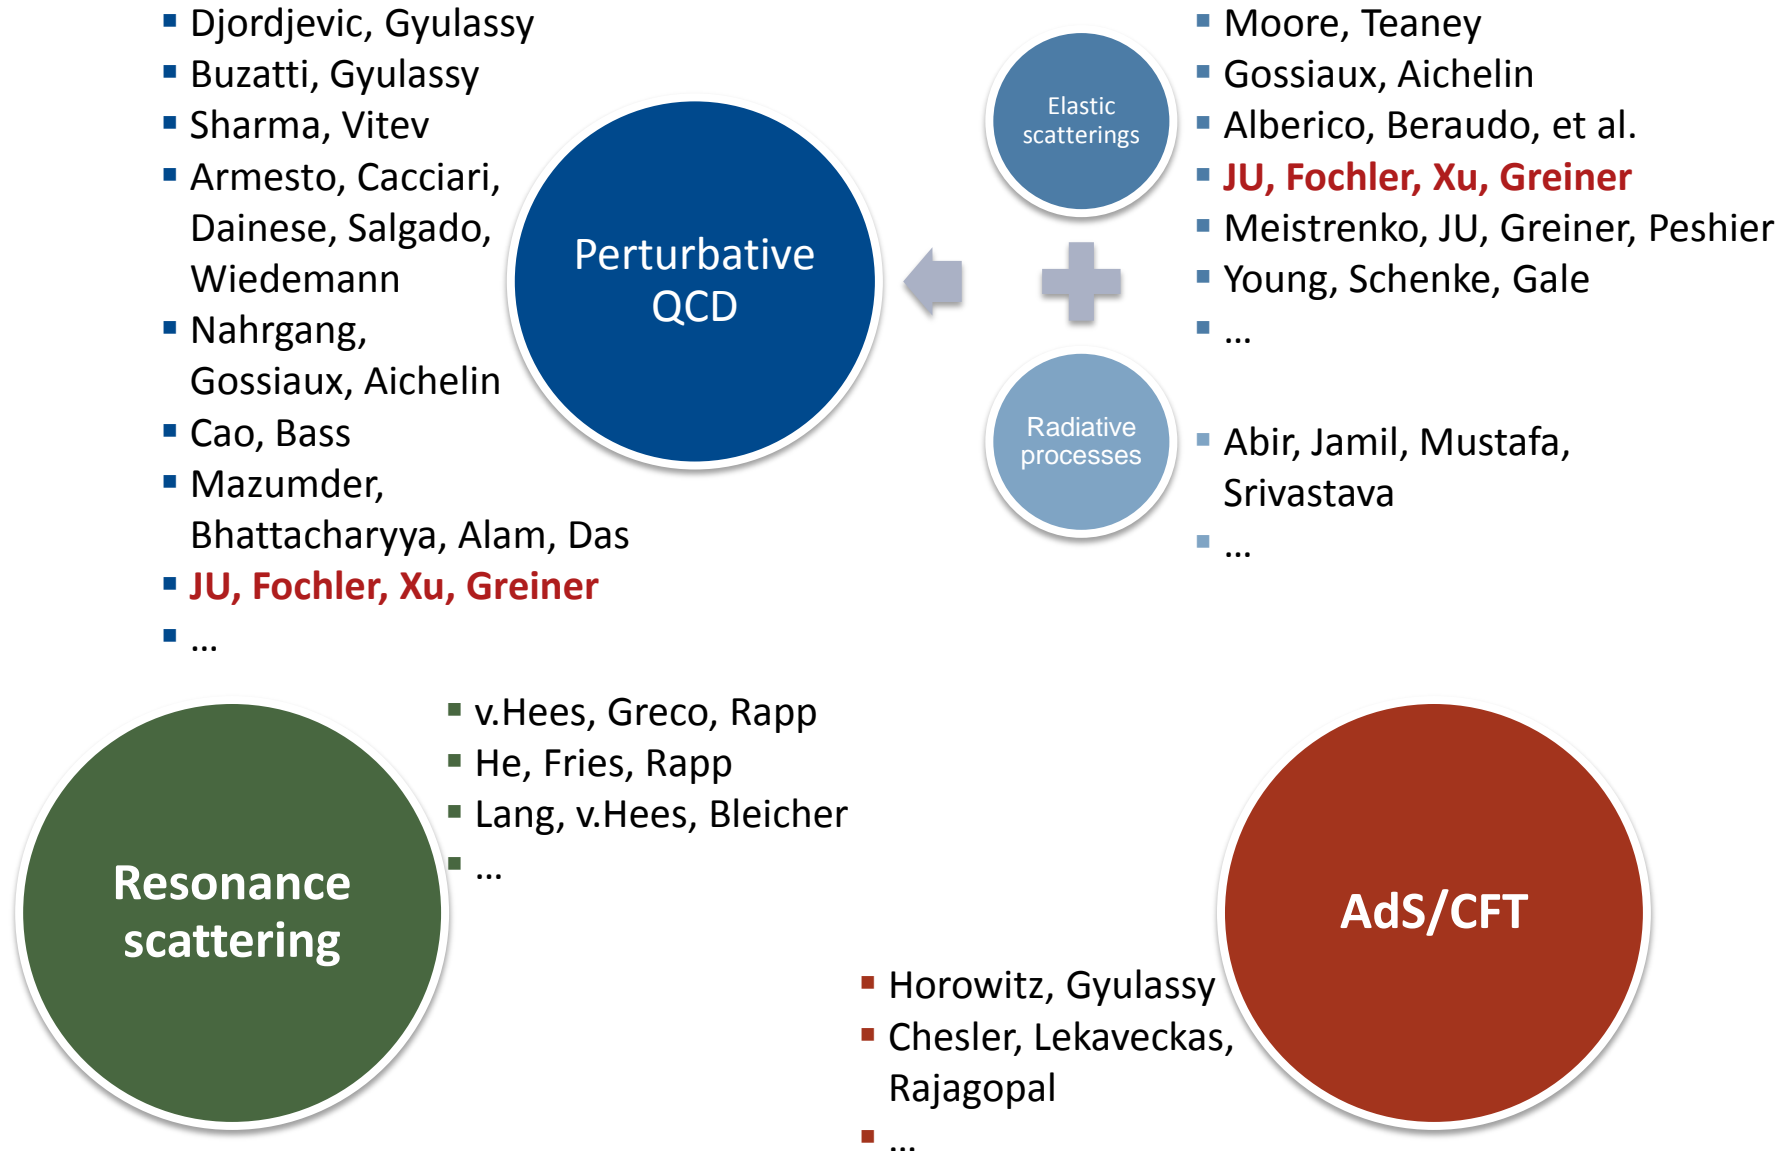 ▪ Djordjevic, Gyulassy
▪ Buzatti, Gyulassy
▪ Sharma, Vitev
▪ Armesto, Cacciari,
Dainese, Salgado,
Wiedemann
▪ Nahrgang,
Gossiaux, Aichelin
▪ Cao, Bass
▪ Mazumder,
Bhattacharyya, Alam, Das
▪ JU, Fochler, Xu, Greiner
▪ …
Perturbative
QCD
Elastic
scatterings
▪ Moore, Teaney
▪ Gossiaux, Aichelin
▪ Alberico, Beraudo, et al.
▪ JU, Fochler, Xu, Greiner
▪ Meistrenko, JU, Greiner, Peshier
▪ Young, Schenke, Gale
▪ …
Radiative
processes
▪ Abir, Jamil, Mustafa,
Srivastava
▪ …
Resonance
scattering
▪ v.Hees, Greco, Rapp
▪ He, Fries, Rapp
▪ Lang, v.Hees, Bleicher
▪ …
AdS/CFT
▪ Horowitz, Gyulassy
▪ Chesler, Lekaveckas,
Rajagopal
▪ …